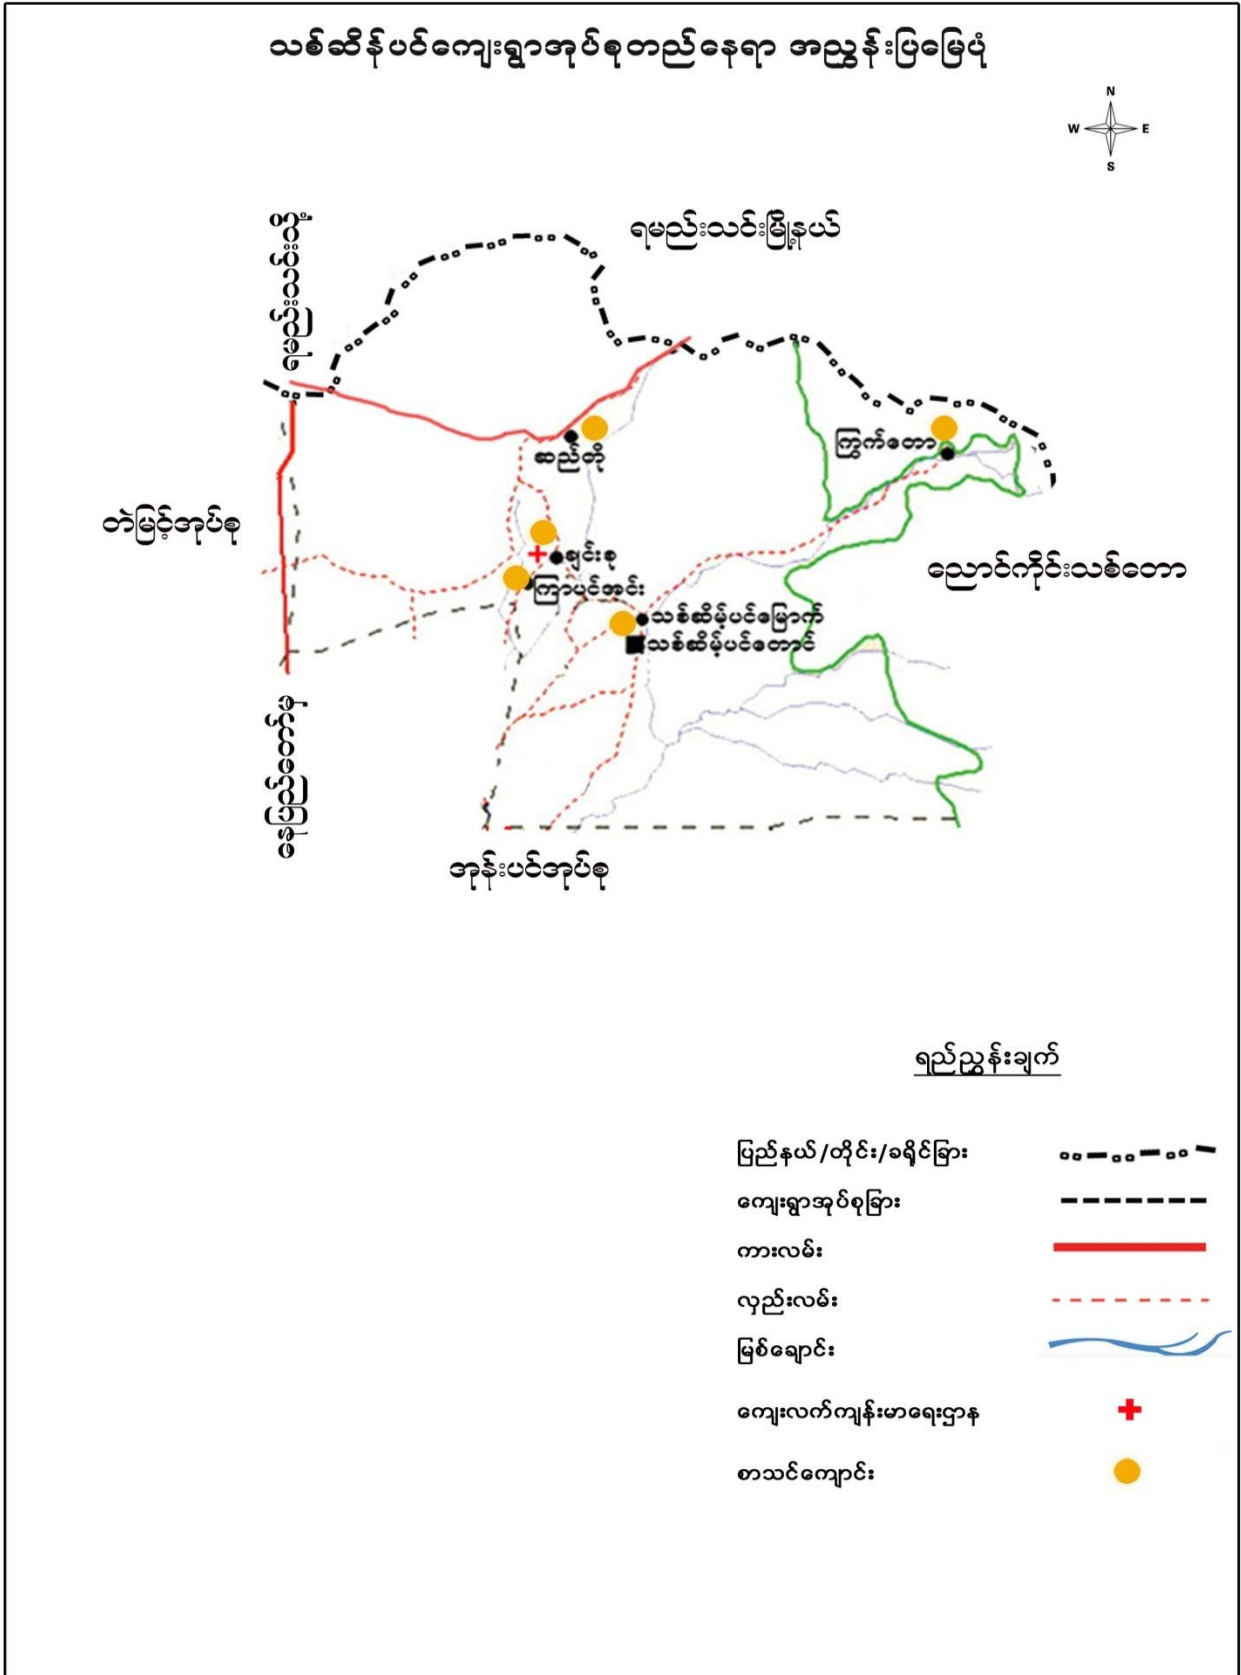 သစ်ဆိန်ပင်ကျေးရွာအုပ်စုတည်နေရာ အညွှန်းပြမြေပုံ
N
W E
S
ရမည်းသင်းသို့
ရမည်းသင်းမြို့နယ်
ဆည်တို
ကြွက်တော
တဲမြင့်အုပ်စု
ချင်းစု
ကြာပင်အင်း
ညောင်ကိုင်းသစ်တော
သစ်ဆိမ့်ပင်မြောက်
သစ်ဆိမ့်ပင်တောင်
အုန်းပင်အုပ်စု
ရည်ညွှန်းချက်
ပြည်နယ်/တိုင်း/ခရိုင်ခြား
ကျေးရွာအုပ်စုခြား
ကားလမ်း
လှည်းလမ်း
မြစ်ချောင်း
ကျေးလက်ကျန်းမာရေးဌာန
စာသင်ကျောင်း